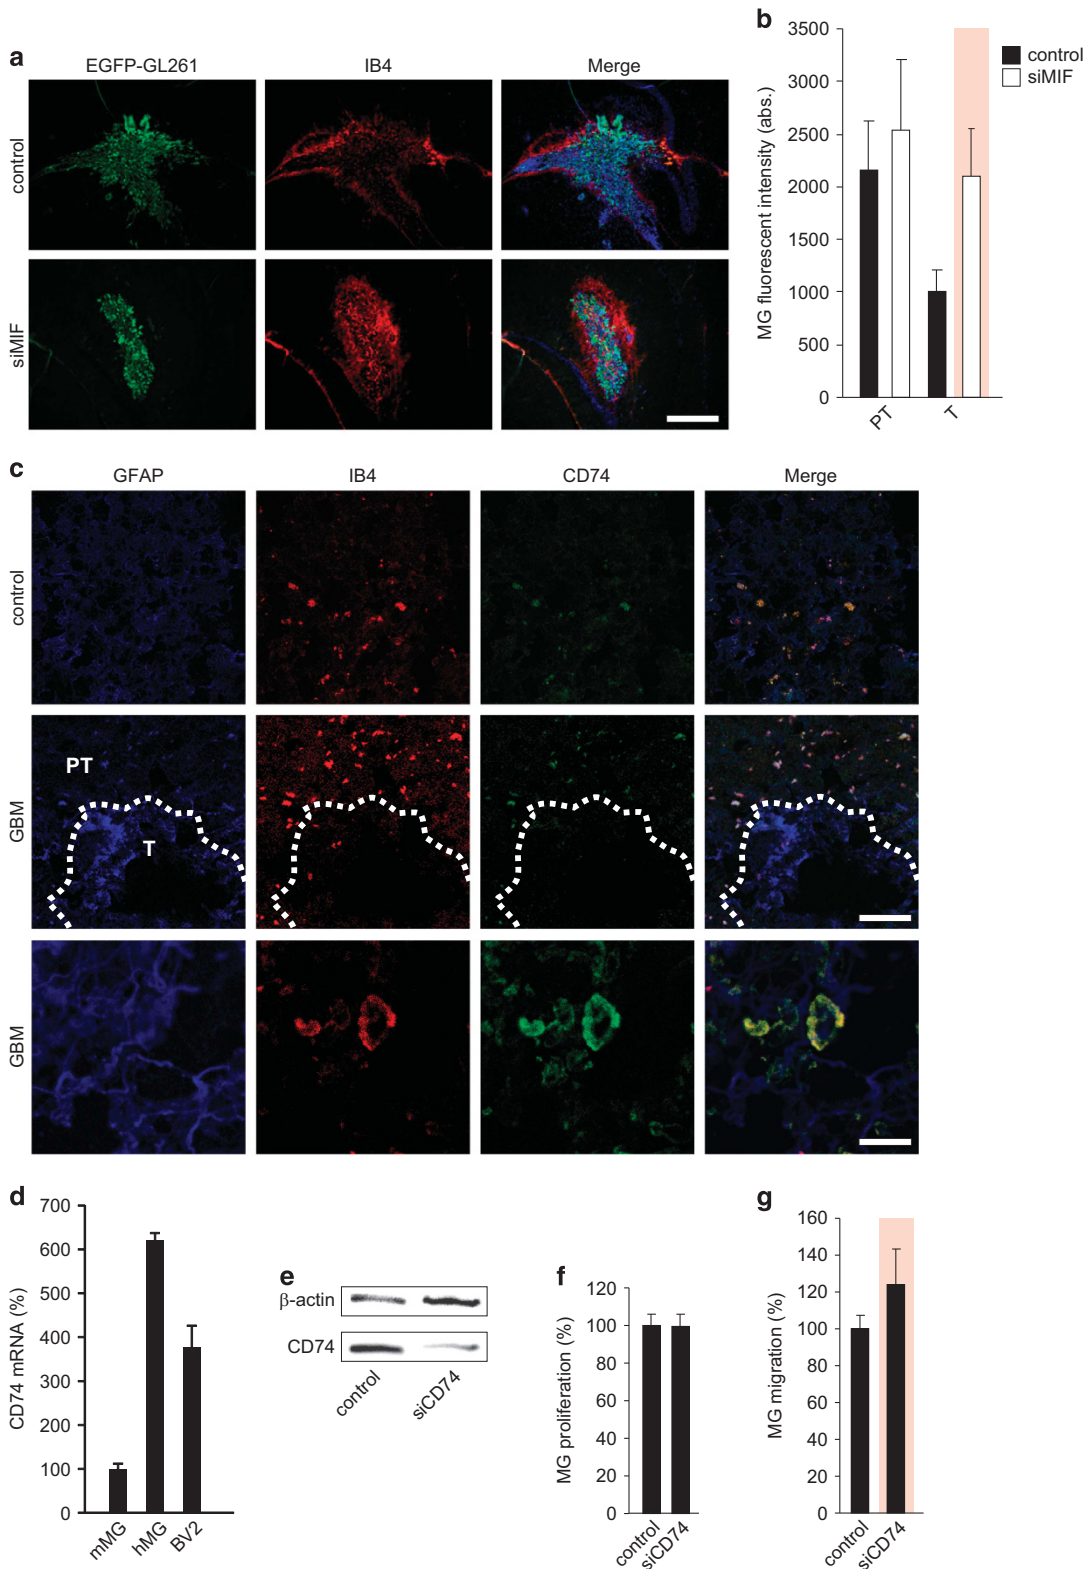 a
EGFP-GL261
IB4
Merge
control
siMIF
b
MG fluorescent intensity (abs.)
3500
3000
2500
2000
1500
1000
500
0
PT
T
control
siMIF
c
GFAP
IB4
CD74
Merge
control
GBM
PT
T
GBM
d
CD74 mRNA (%)
700
600
500
400
300
200
100
0
mMG
hMG
BV2
e
β-actin
CD74
control
siCD74
f
MG proliferation (%)
120
100
80
60
40
20
0
control
siCD74
g
MG migration (%)
160
140
120
100
80
60
40
20
0
control
siCD74